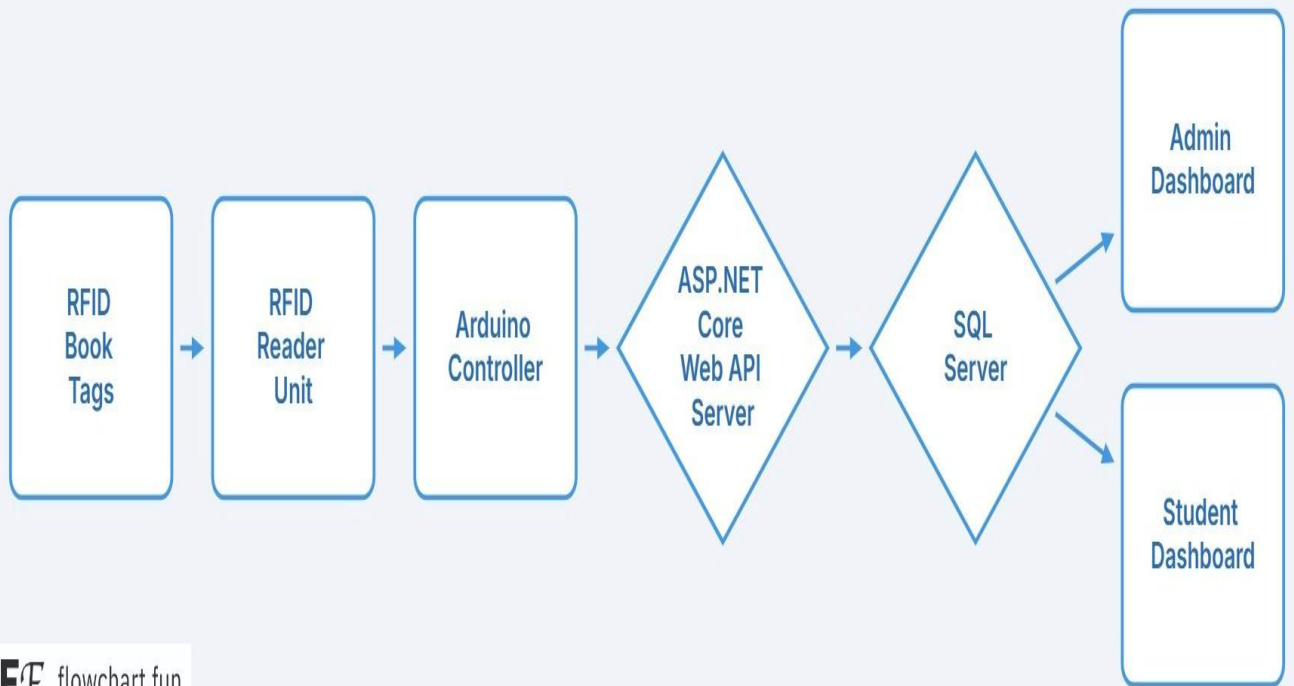 RFID
Book
Tags
RFID
Reader
Unit
Arduino
Controller
ASP.NET
Core
Web API
Server
SQL
Server
Admin
Dashboard
Student
Dashboard
flowchart fun